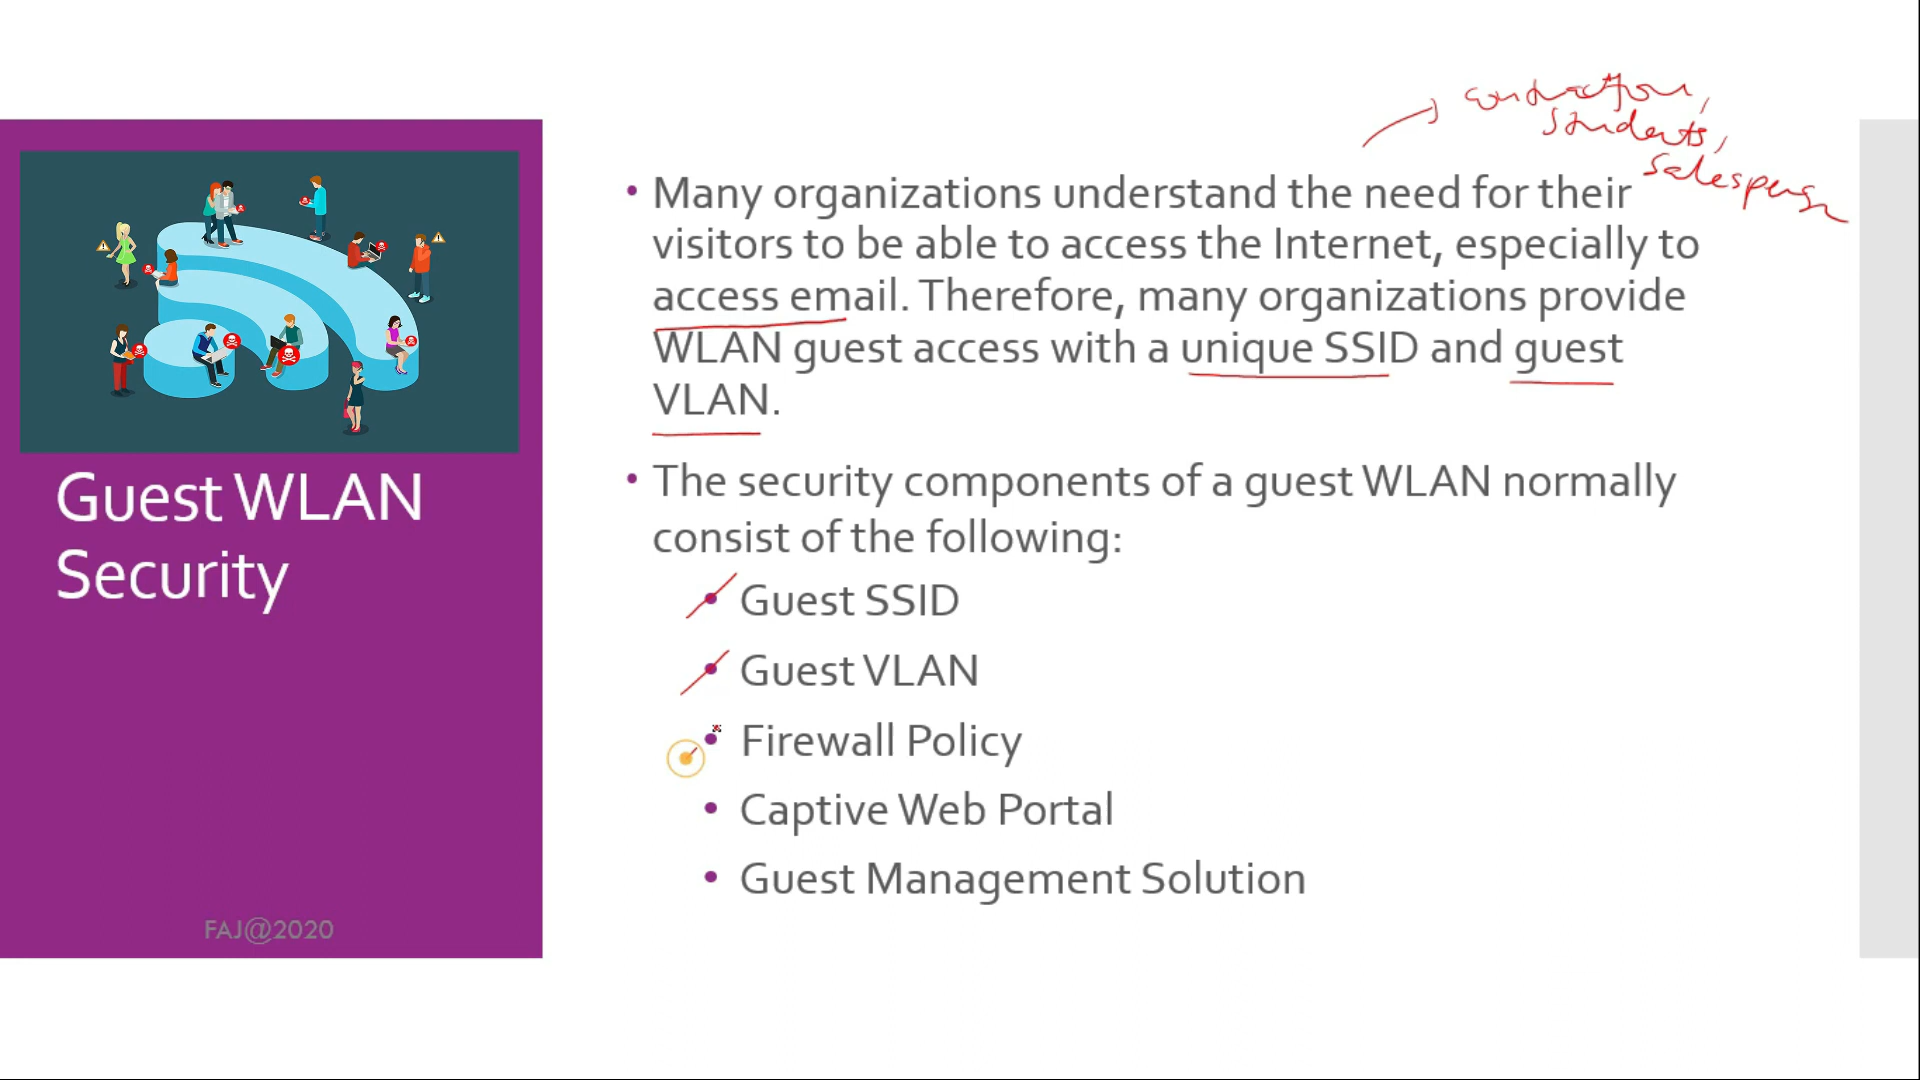 Students,
salesperson
• Many organizations understand the need for their
visitors to be able to access the Internet, especially to
access email. Therefore, many organizations provide
WLAN guest access with a unique SSID and guest
VLAN.
• The security components of a guest WLAN normally
consist of the following:
• Guest SSID
• Guest VLAN
• Firewall Policy
• Captive Web Portal
• Guest Management Solution
Guest WLAN
Security
FAJ@2020